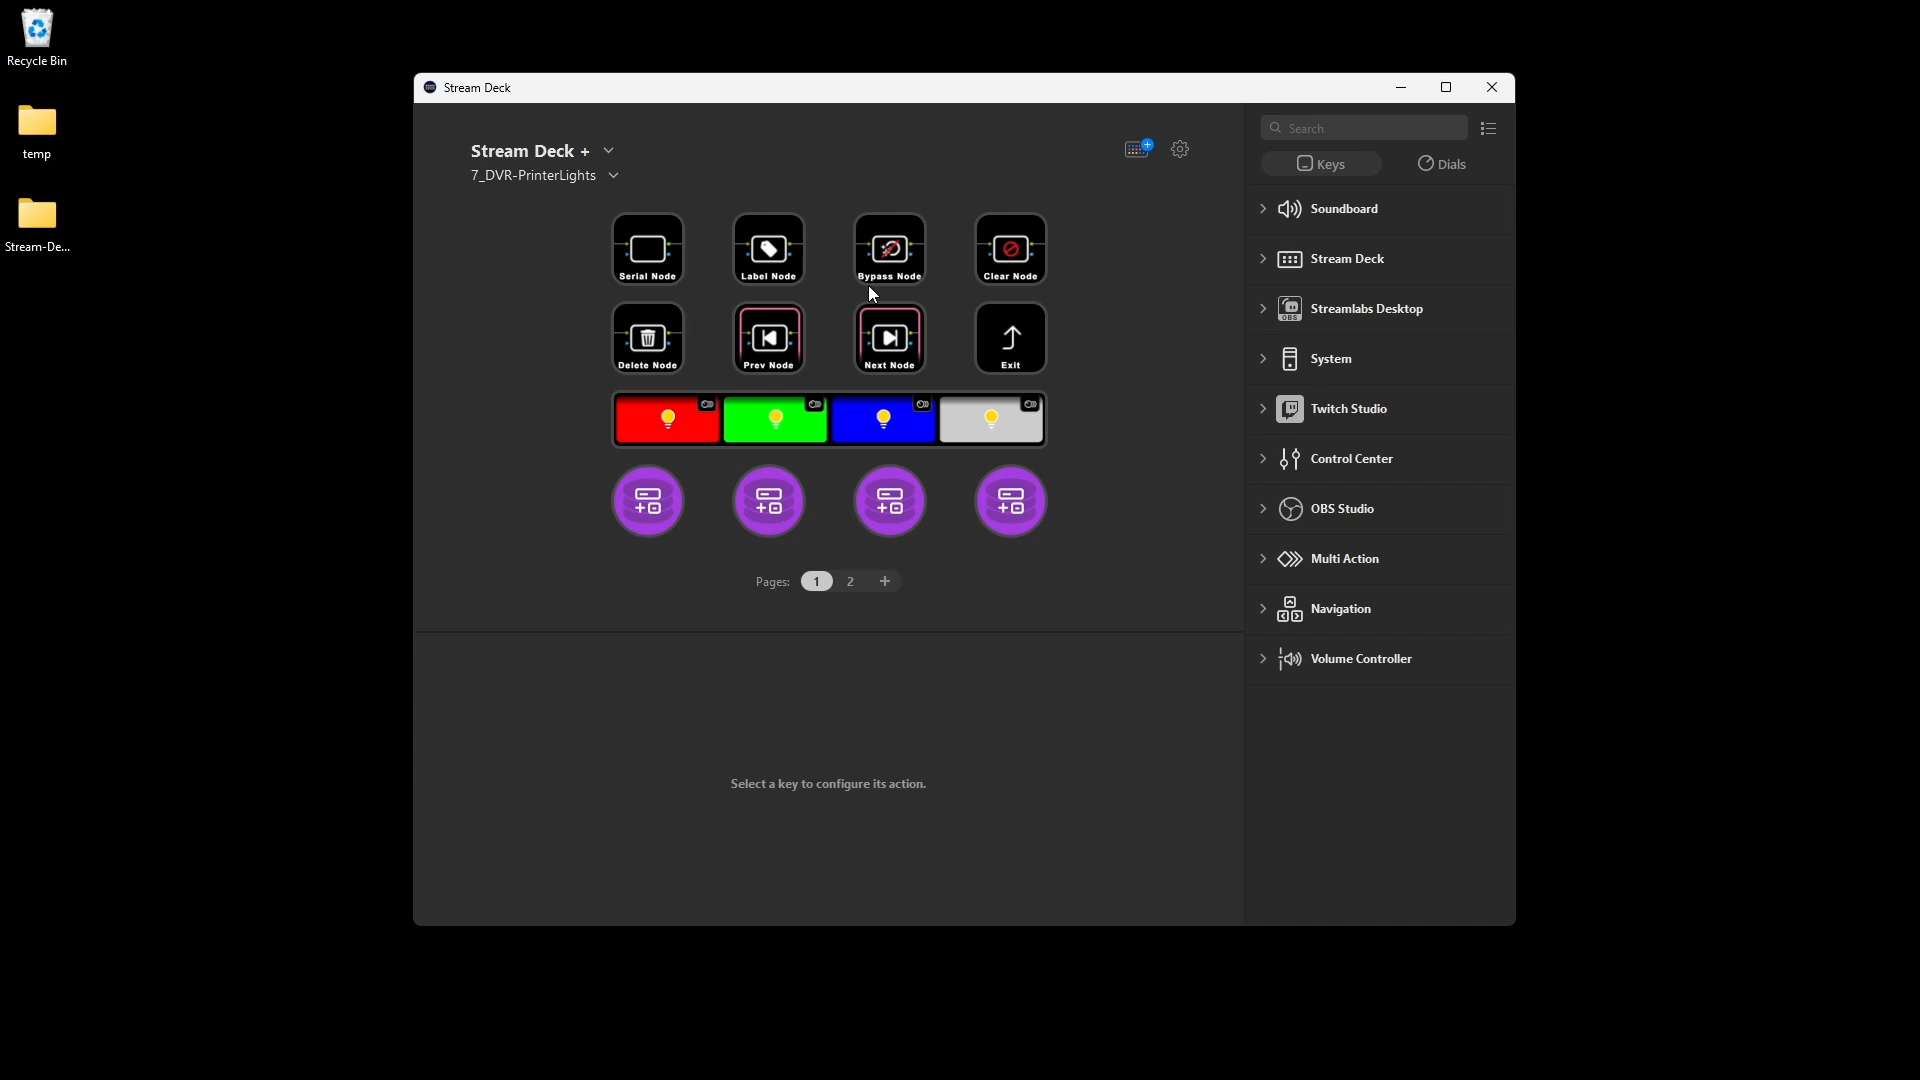 Recycle Bin
temp
Stream-De...
Stream Deck
Stream Deck +
7_DVR-PrinterLights
Serial Node
Label Node
Bypass Node
Clear Node
Delete Node
Prev Node
Next Node
Exit
Pages:
1
2
+
Select a key to configure its action.
Search
Keys
Dials
Soundboard
Stream Deck
OBS
Streamlabs Desktop
System
Twitch Studio
Control Center
OBS Studio
Multi Action
Navigation
Volume Controller